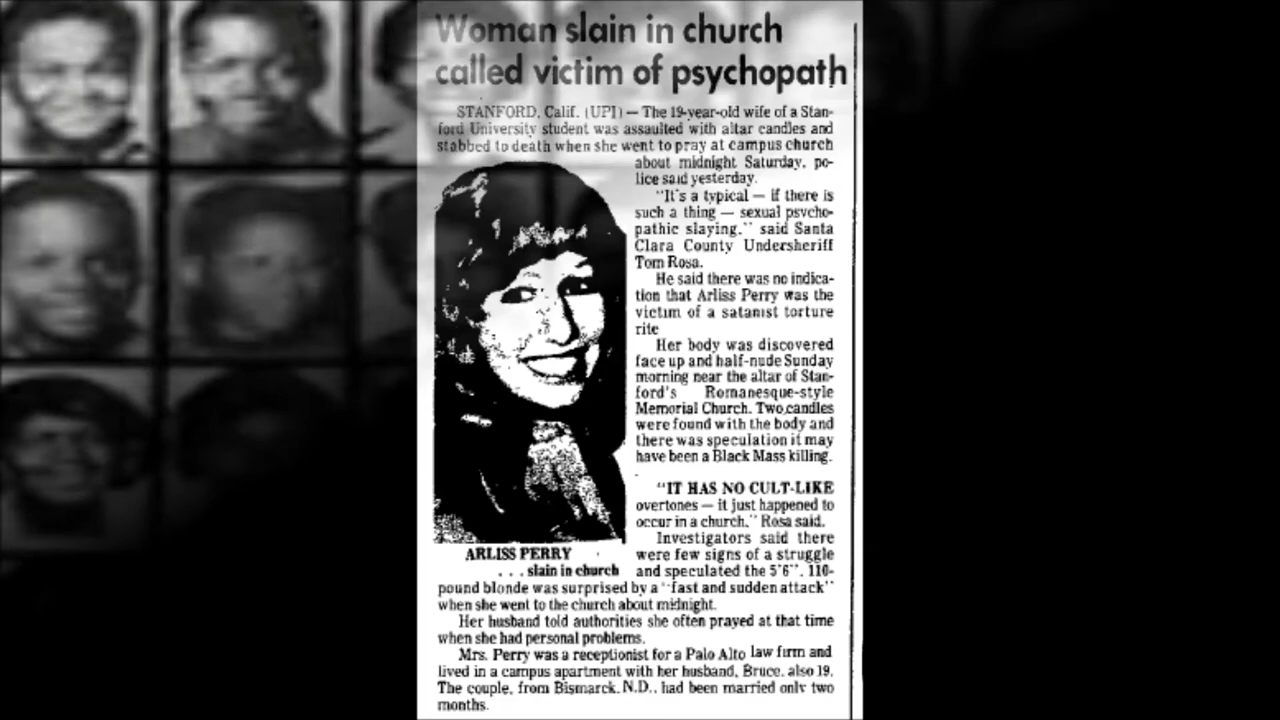 Woman slain in church
called victim of psychopath
STANFORD, Calif. (UPI) — The 19-year-old wife of a Stan-
ford University student was assaulted with altar candles and
stabbed to death when she went to pray at campus church
about midnight Saturday, po-
lice said yesterday.
"It's a typical — if there is
such a thing — sexual psycho-
pathic slaying," said Santa
Clara County Undersheriff
Tom Rosa.
He said there was no indica-
tion that Arliss Perry was the
victim of a satanist torture
rite
Her body was discovered
face up and half-nude Sunday
morning near the altar of Stan-
ford's Romanesque-style
Memorial Church. Two candles
were found with the body and
there was speculation it may
have been a Black Mass killing.
"IT HAS NO CULT-LIKE
overtones — it just happened to
occur in a church," Rosa said.
Investigators said there
were few signs of a struggle
and speculated the 5'6", 110-
ARLISS PERRY
. . . slain in church
pound blonde was surprised by a "fast and sudden attack"
when she went to the church about midnight.
Her husband told authorities she often prayed at that time
when she had personal problems.
Mrs. Perry was a receptionist for a Palo Alto law firm and
lived in a campus apartment with her husband, Bruce, also 19.
The couple, from Bismarck, N.D., had been married only two
months.